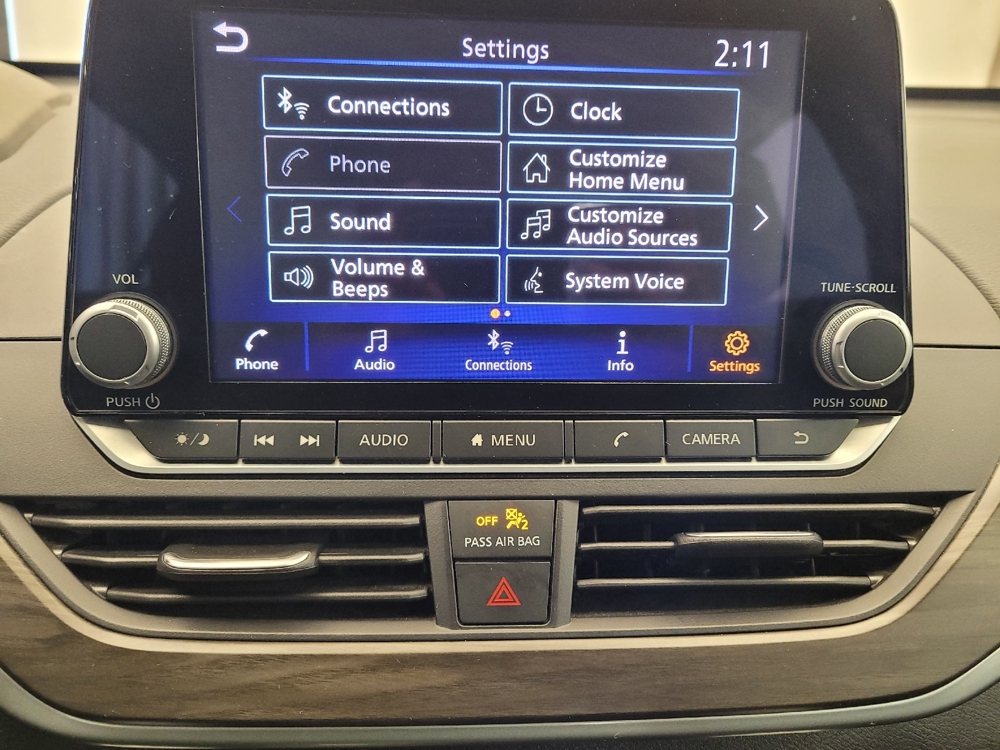 Settings
2:11
Connections
Clock
Phone
Customize
Home Menu
Sound
Customize
Audio Sources
Volume &
Beeps
System Voice
Phone
Audio
Connections
Info
Settings
VOL
PUSH
TUNE·SCROLL
PUSH SOUND
AUDIO
MENU
CAMERA
OFF
2
PASS AIR BAG